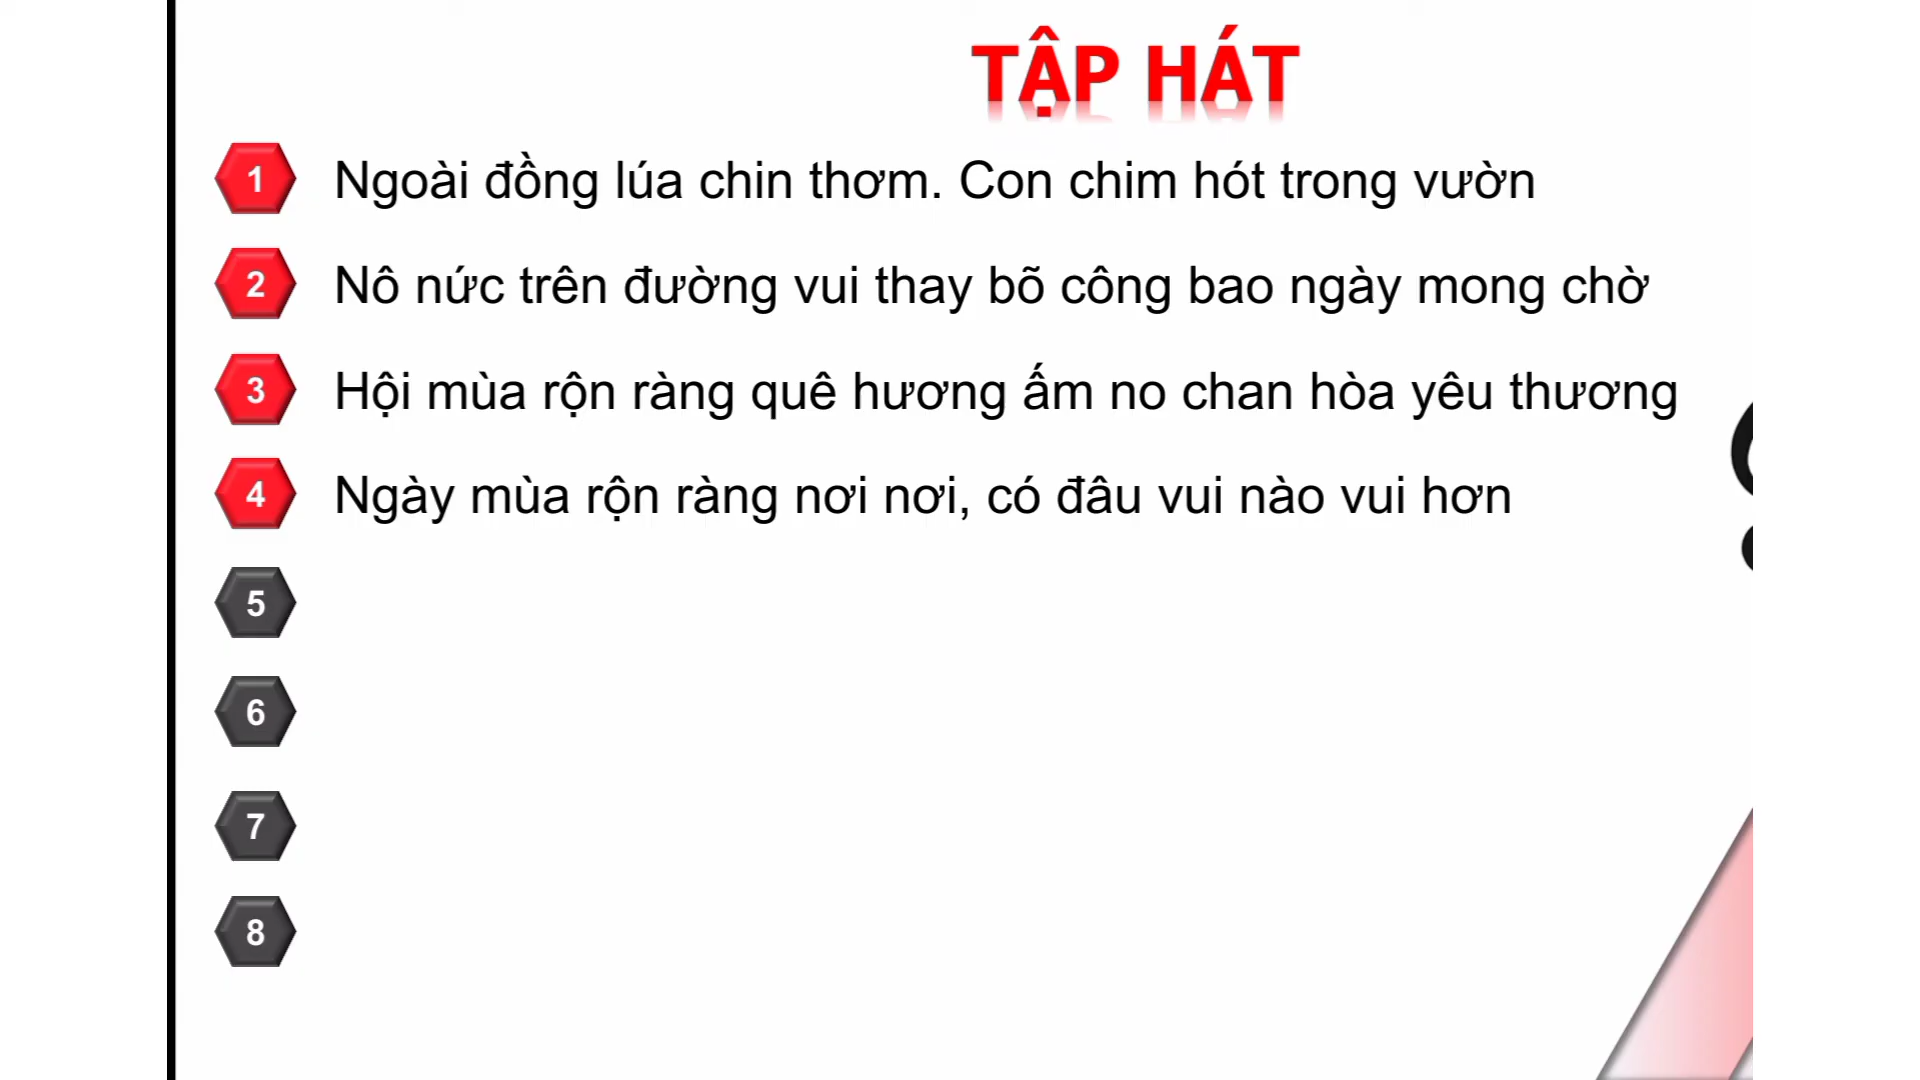 TẬP HÁT
1 Ngoài đồng lúa chin thơm. Con chim hót trong vườn
2 Nô nức trên đường vui thay bõ công bao ngày mong chờ
3 Hội mùa rộn ràng quê hương ấm no chan hòa yêu thương
4 Ngày mùa rộn ràng nơi nơi, có đâu vui nào vui hơn
5
6
7
8